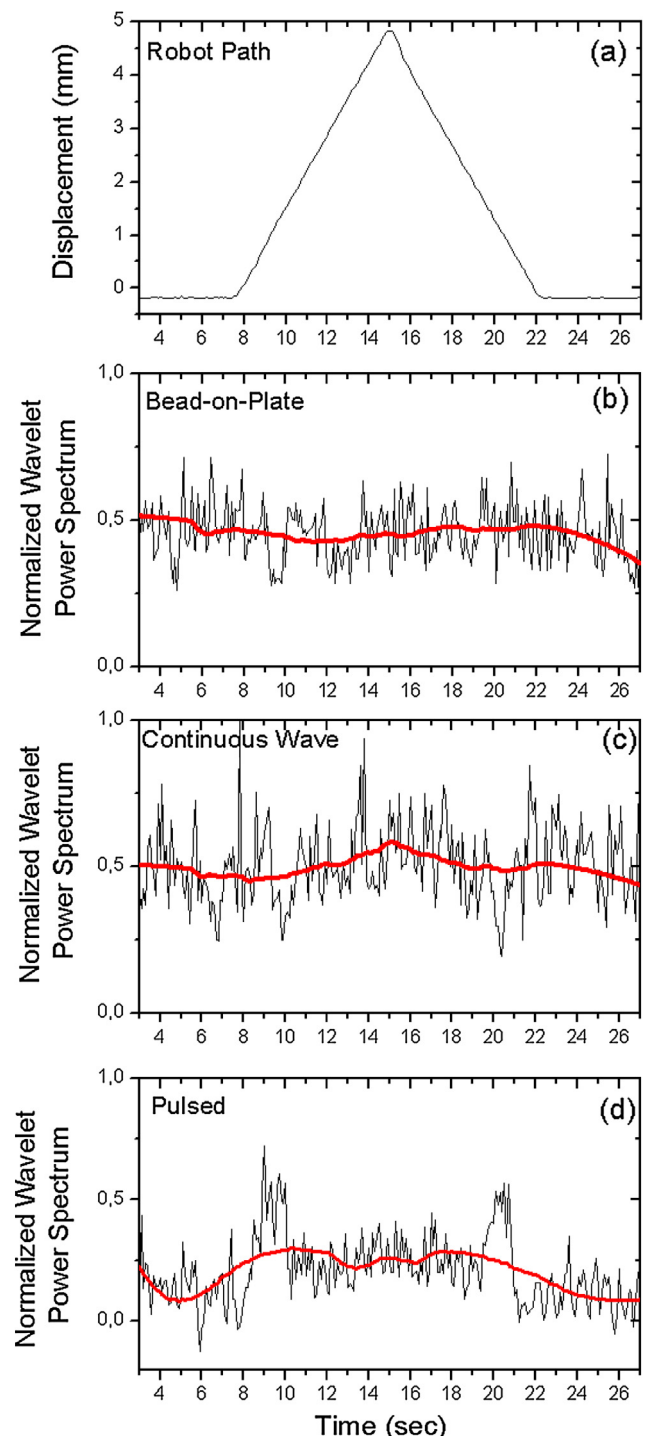 Robot Path
(a)
Displacement (mm)
5
4
3
2
1
0
4 6 8 10 12 14 16 18 20 22 24 26
Bead-on-Plate
(b)
Normalized Wavelet
Power Spectrum
1,0
0,5
0,0
4 6 8 10 12 14 16 18 20 22 24 26
Continuous Wave
(c)
Normalized Wavelet
Power Spectrum
1,0
0,5
0,0
4 6 8 10 12 14 16 18 20 22 24 26
Pulsed
(d)
Normalized Wavelet
Power Spectrum
1,0
0,5
0,0
4 6 8 10 12 14 16 18 20 22 24 26
Time (sec)